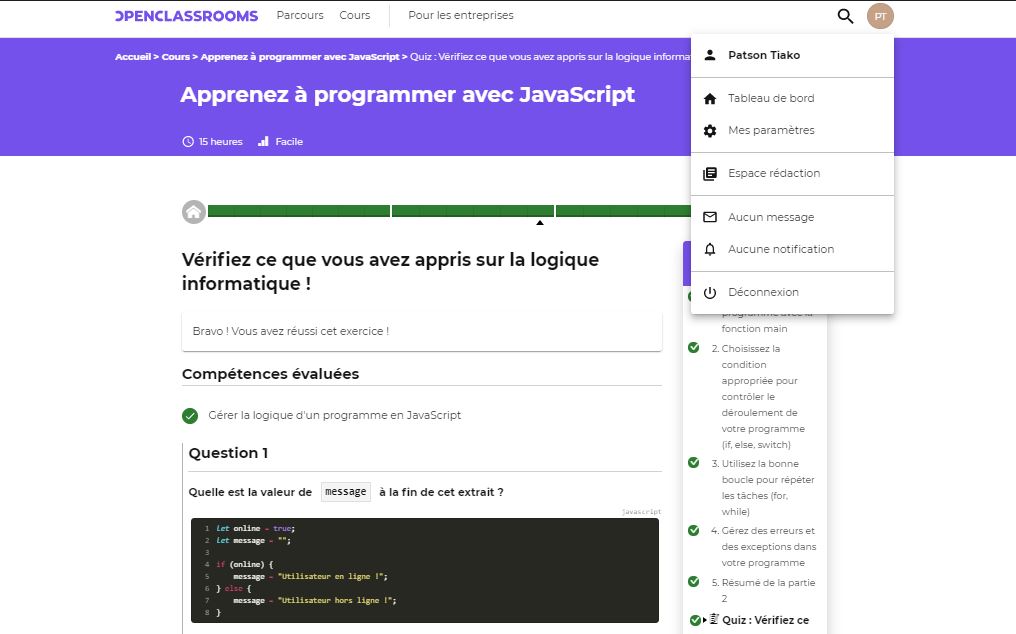 OPENCLASSROOMS Parcours Cours Pour les entreprises PT
Accueil > Cours > Apprenez à programmer avec JavaScript > Quiz : Vérifiez ce que vous avez appris sur la logique
Apprenez à programmer avec JavaScript
15 heures Facile
Patson Tiako
Tableau de bord
Mes paramètres
Espace rédaction
Aucun message
Aucune notification
Déconnexion
Vérifiez ce que vous avez appris sur la logique
informatique !
Bravo ! Vous avez réussi cet exercice !
Compétences évaluées
Gérer la logique d'un programme en JavaScript
Question 1
Quelle est la valeur de message à la fin de cet extrait ?
javascript
1 let online = true;
2 let message = "";
3
4 if (online) {
5 message = "Utilisateur en ligne !";
6 } else {
7 message = "Utilisateur hors ligne !";
8 }
programme avec la
fonction main
2. Choisissez la
condition
appropriée pour
contrôler le
déroulement de
votre programme
(if, else, switch)
3. Utilisez la bonne
boucle pour répéter
les tâches (for,
while)
4. Gérez des erreurs et
des exceptions dans
votre programme
5. Résumé de la partie
2
Quiz : Vérifiez ce